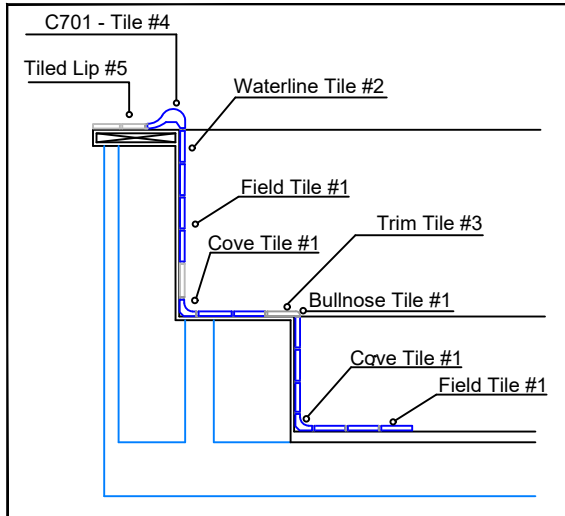 C701 - Tile #4
Tiled Lip #5
Waterline Tile #2
Field Tile #1
Trim Tile #3
Cove Tile #1
Bullnose Tile #1
Cove Tile #1
Field Tile #1